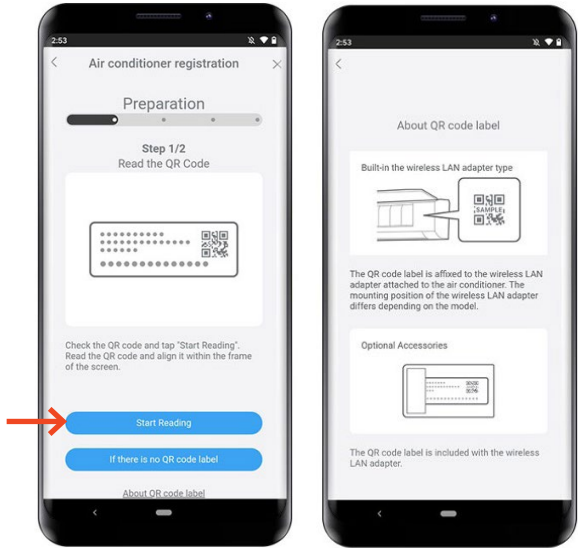 2:53
Air conditioner registration
Preparation
Step 1/2
Read the QR Code
Check the QR code and tap "Start Reading".
Read the QR code and align it within the frame
of the screen.
Start Reading
If there is no QR code label
About QR code label
2:53
About QR code label
Built-in the wireless LAN adapter type
SAMPLE
The QR code label is affixed to the wireless LAN
adapter attached to the air conditioner. The
mounting position of the wireless LAN adapter
differs depending on the model.
Optional Accessories
The QR code label is included with the wireless
LAN adapter.